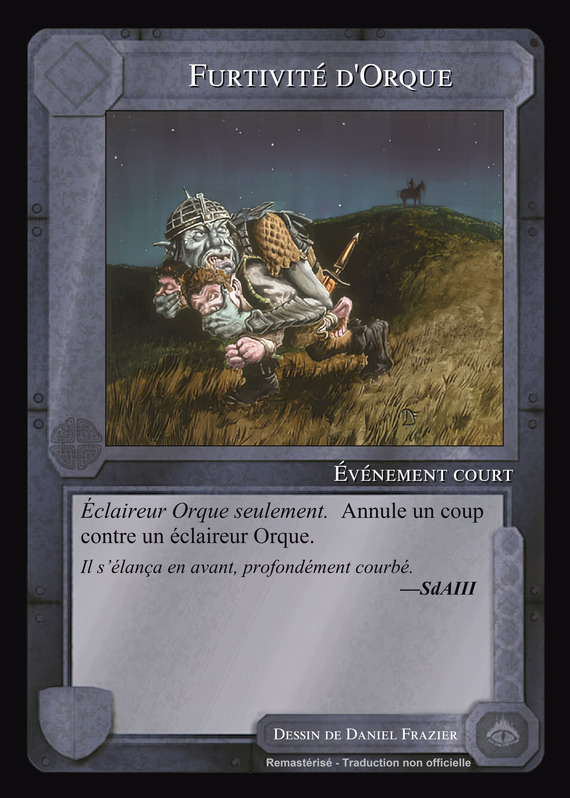 Furtivité d'Orque
Événement court
Éclaireur Orque seulement. Annule un coup
contre un éclaireur Orque.
Il s'élança en avant, profondément courbé.
—SdAIII
Dessin de Daniel Frazier
Remastérisé - Traduction non officielle